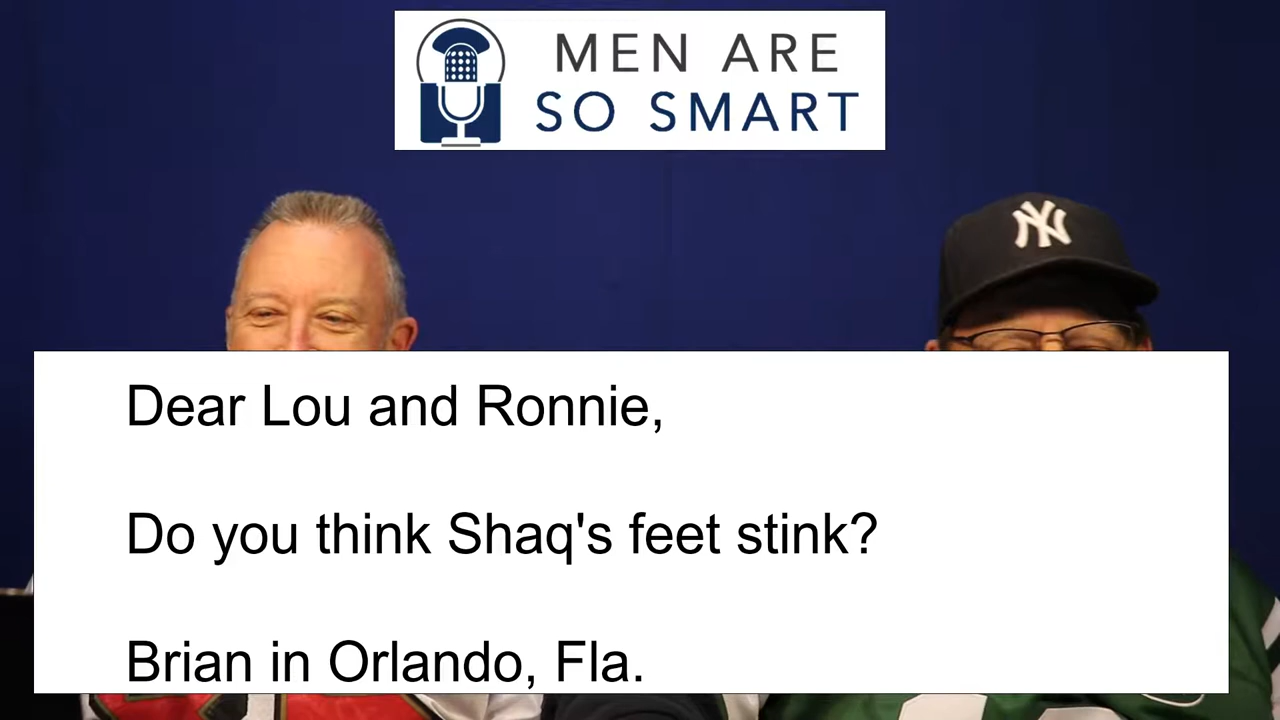 MEN ARE
SO SMART
NY
Dear Lou and Ronnie,
Do you think Shaq's feet stink?
Brian in Orlando, Fla.